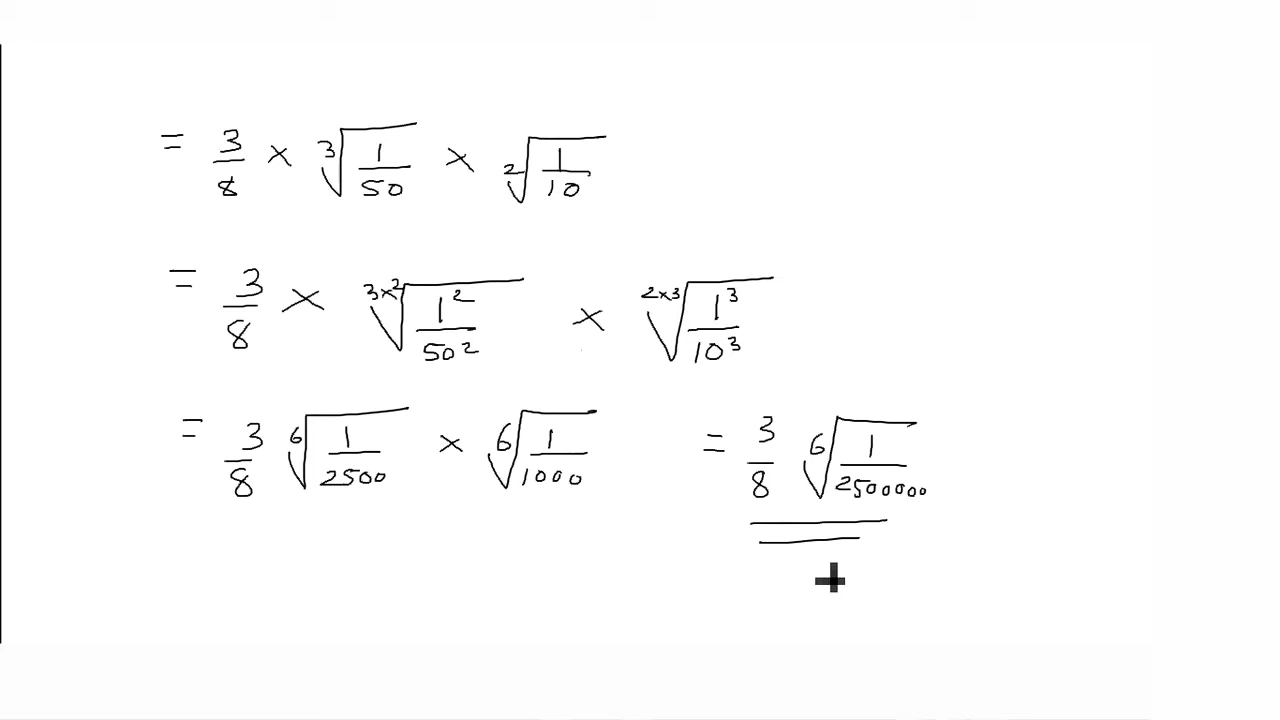 = 3/8 × ∛(1/50) × ²√(1/10)
= 3/8 × ³ˣ²√(1²/50²) × ²ˣ³√(1³/10³)
= 3/8 ⁶√(1/2500) × ⁶√(1/1000) = 3/8 ⁶√(1/2500000)